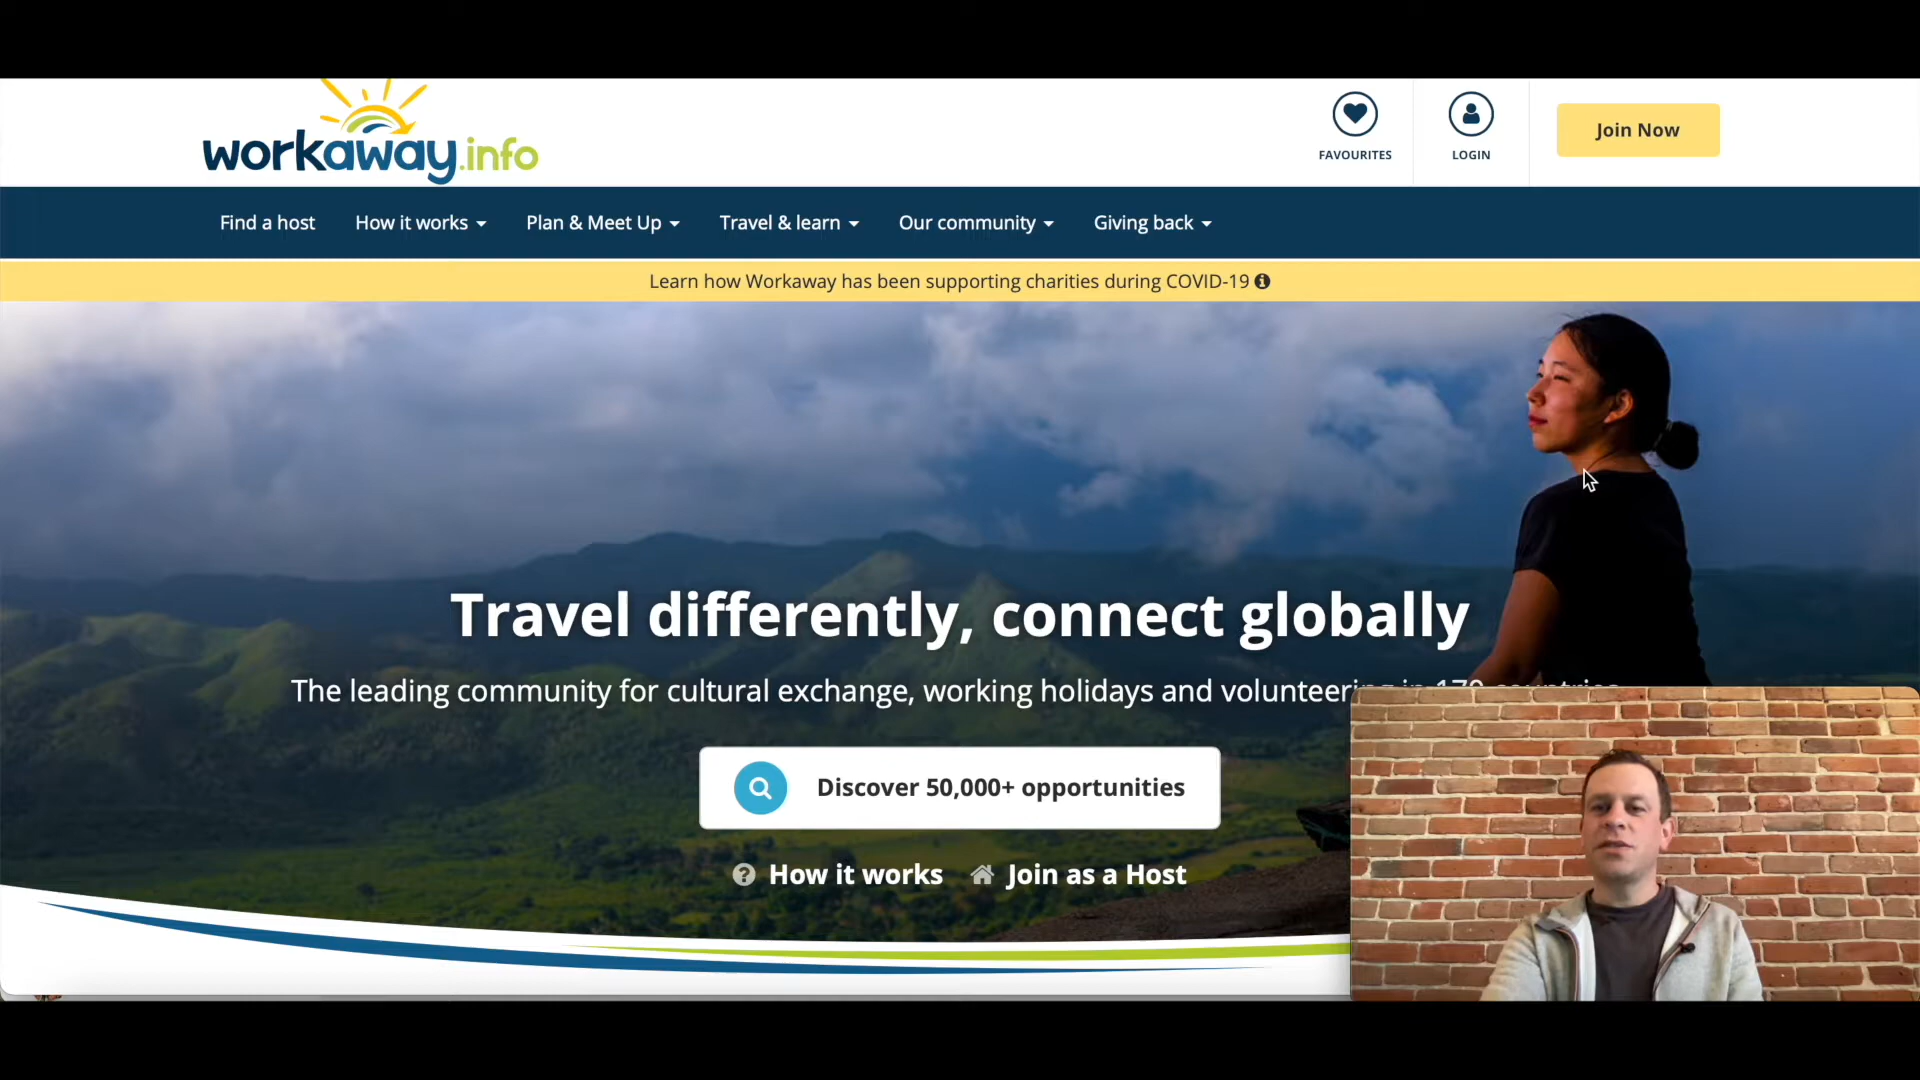 workaway.info
FAVOURITES
LOGIN
Join Now
Find a host
How it works
Plan & Meet Up
Travel & learn
Our community
Giving back
Learn how Workaway has been supporting charities during COVID-19
Travel differently, connect globally
The leading community for cultural exchange, working holidays and volunteering in 170 countries
Discover 50,000+ opportunities
How it works
Join as a Host